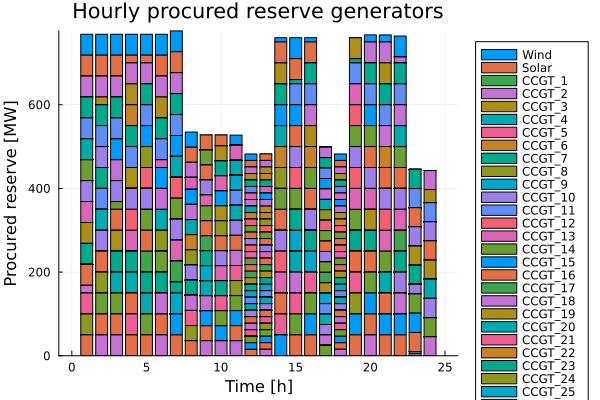 Hourly procured reserve generators
Procured reserve [MW]
600
400
200
0
0 5 10 15 20 25
Time [h]
Wind
Solar
CCGT_1
CCGT_2
CCGT_3
CCGT_4
CCGT_5
CCGT_6
CCGT_7
CCGT_8
CCGT_9
CCGT_10
CCGT_11
CCGT_12
CCGT_13
CCGT_14
CCGT_15
CCGT_16
CCGT_17
CCGT_18
CCGT_19
CCGT_20
CCGT_21
CCGT_22
CCGT_23
CCGT_24
CCGT_25